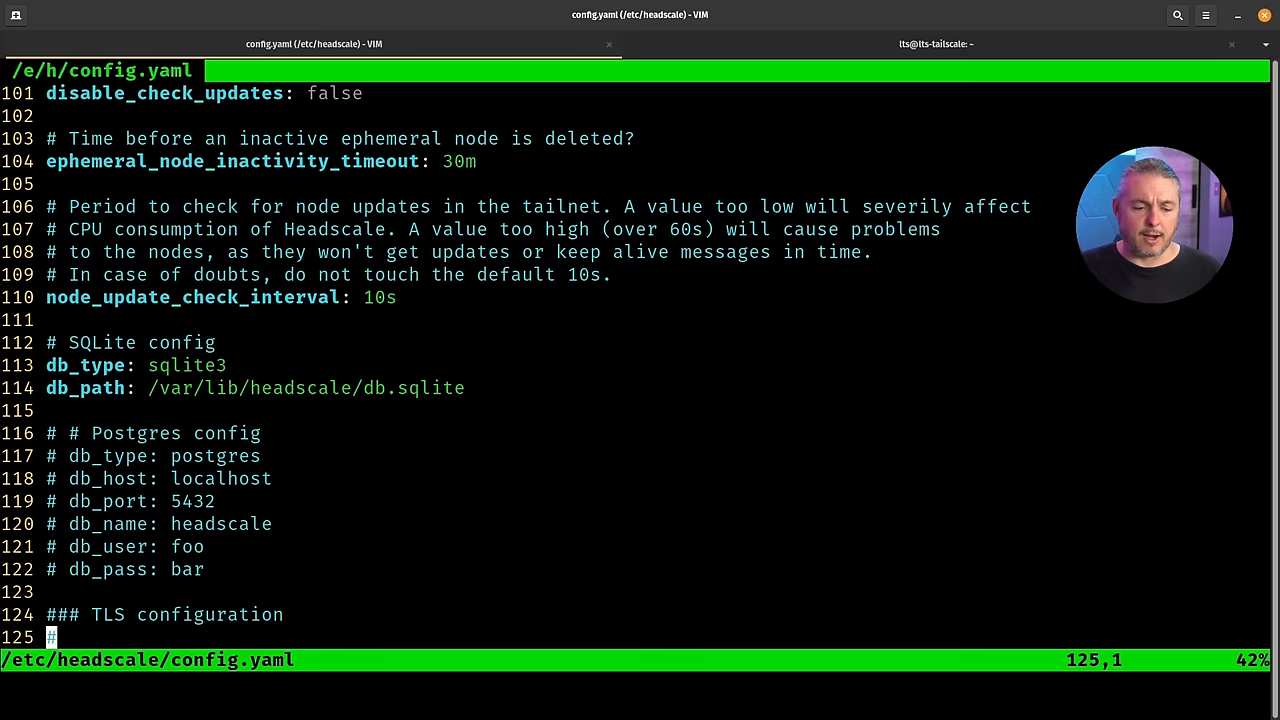 config.yaml (/etc/headscale) - VIM
config.yaml (/etc/headscale) - VIM
lts@lts-tailscale: ~
/e/h/config.yaml
101 disable_check_updates: false
102
103 # Time before an inactive ephemeral node is deleted?
104 ephemeral_node_inactivity_timeout: 30m
105
106 # Period to check for node updates in the tailnet. A value too low will severily affect
107 # CPU consumption of Headscale. A value too high (over 60s) will cause problems
108 # to the nodes, as they won't get updates or keep alive messages in time.
109 # In case of doubts, do not touch the default 10s.
110 node_update_check_interval: 10s
111
112 # SQLite config
113 db_type: sqlite3
114 db_path: /var/lib/headscale/db.sqlite
115
116 # # Postgres config
117 # db_type: postgres
118 # db_host: localhost
119 # db_port: 5432
120 # db_name: headscale
121 # db_user: foo
122 # db_pass: bar
123
124 ### TLS configuration
125 #
/etc/headscale/config.yaml 125,1 42%